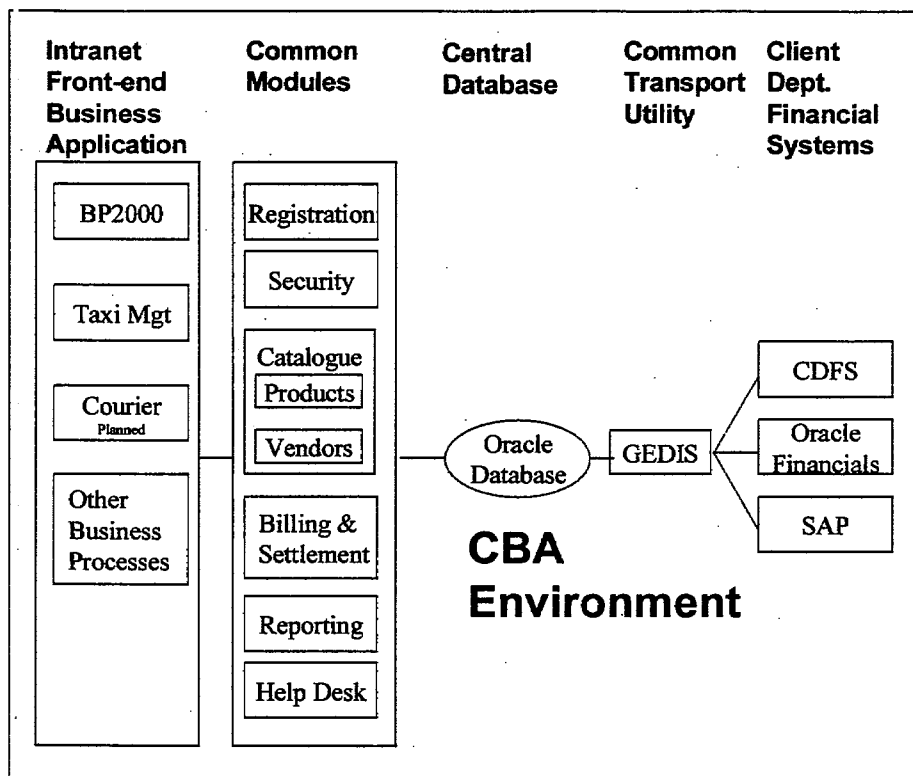 Intranet
Front-end
Business
Application
Common
Modules
Central
Database
Common
Transport
Utility
Client
Dept.
Financial
Systems
BP2000
Taxi Mgt
Courier
Planned
Other
Business
Processes
Registration
Security
Catalogue
Products
Vendors
Billing &
Settlement
Reporting
Help Desk
Oracle
Database
GEDIS
CDFS
Oracle
Financials
SAP
CBA
Environment